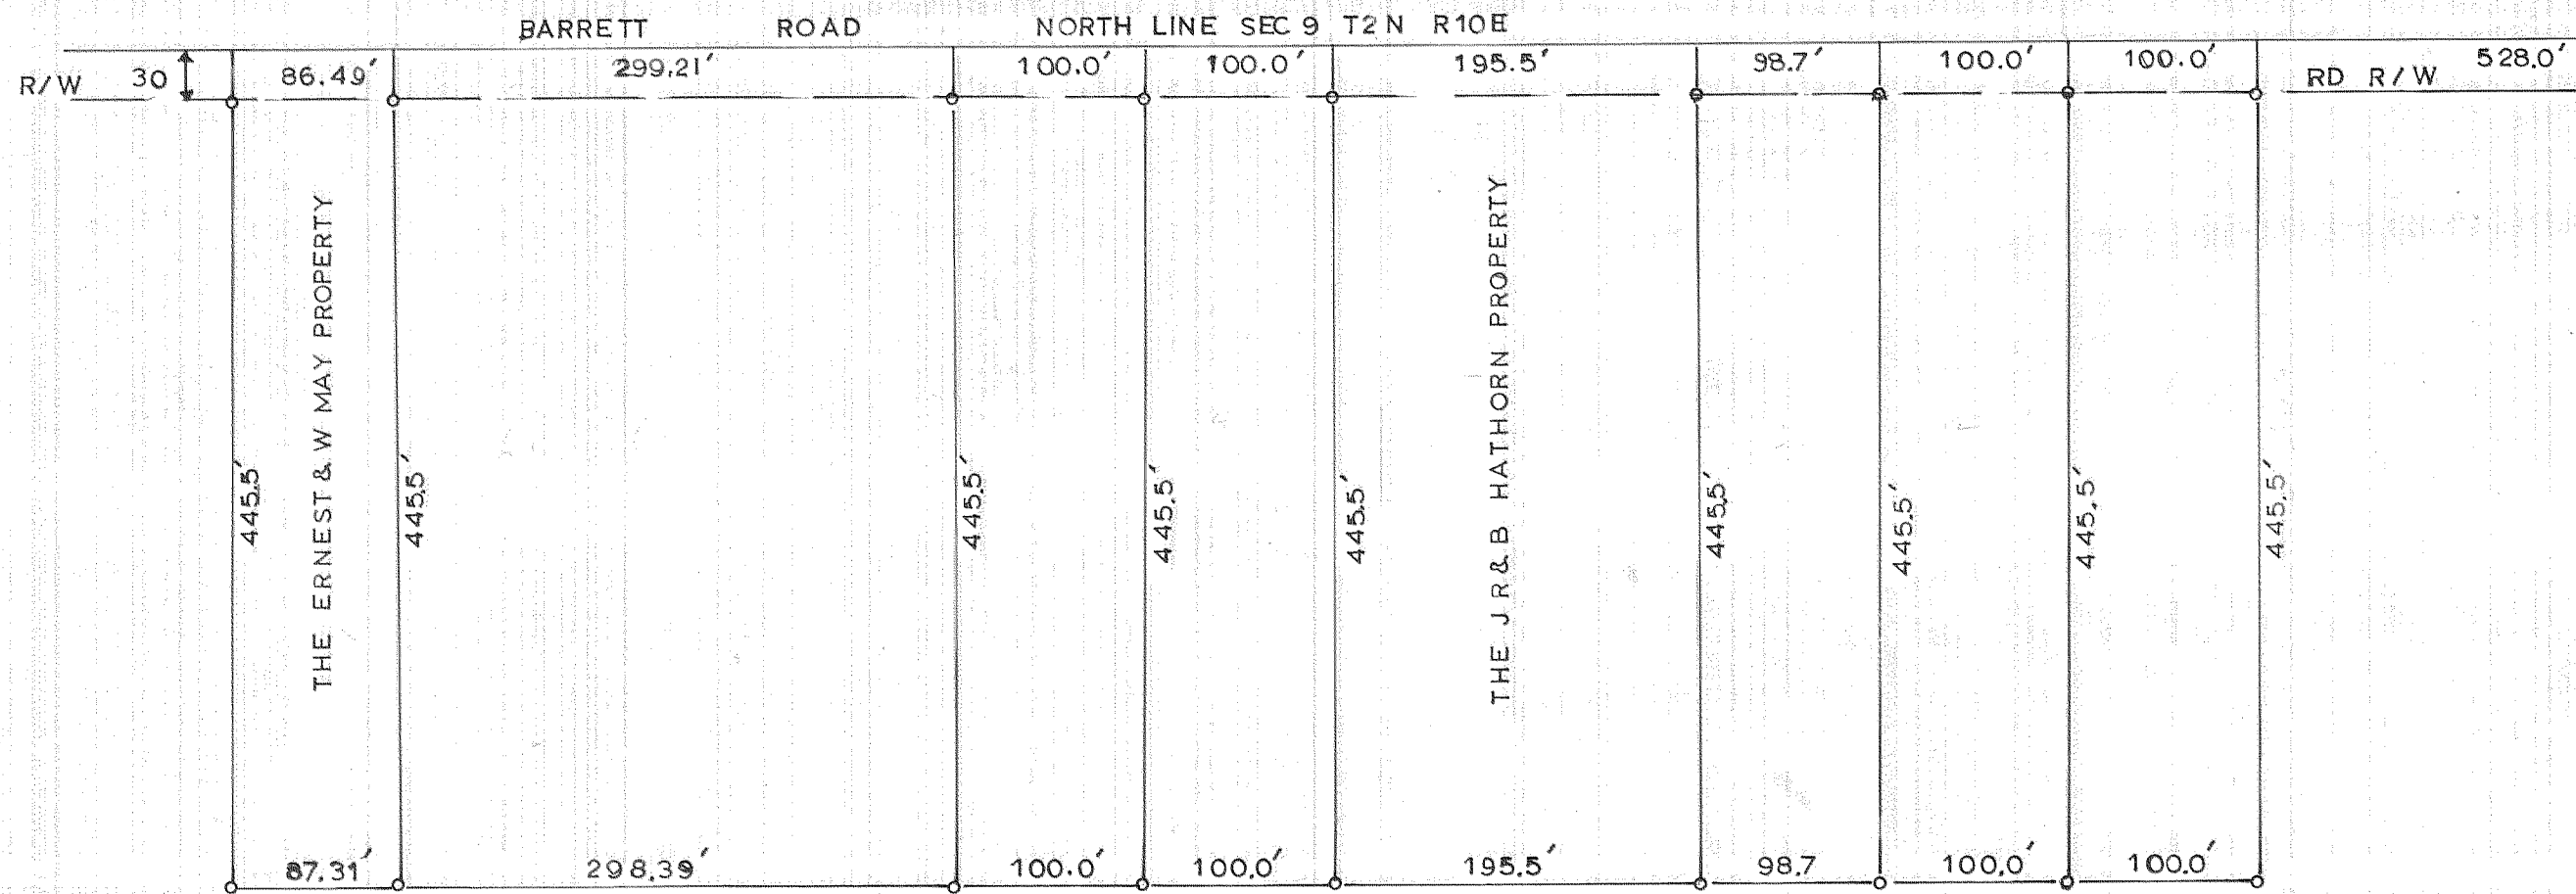 BARRETT ROAD NORTH LINE SEC 9 T2N R10E
R/W 30 86.49′ 299.21′ 100.0′ 100.0′ 195.5′ 98.7′ 100.0′ 100.0′ RD R/W 528.0′
THE ERNEST & W MAY PROPERTY
THE J R & B HATHORN PROPERTY
445.5′ 445.5′ 445.5′ 445.5′ 445.5′ 445.5′ 445.5′ 445.5′ 445.5′
87.31′ 298.39′ 100.0′ 100.0′ 195.5′ 98.7 100.0′ 100.0′